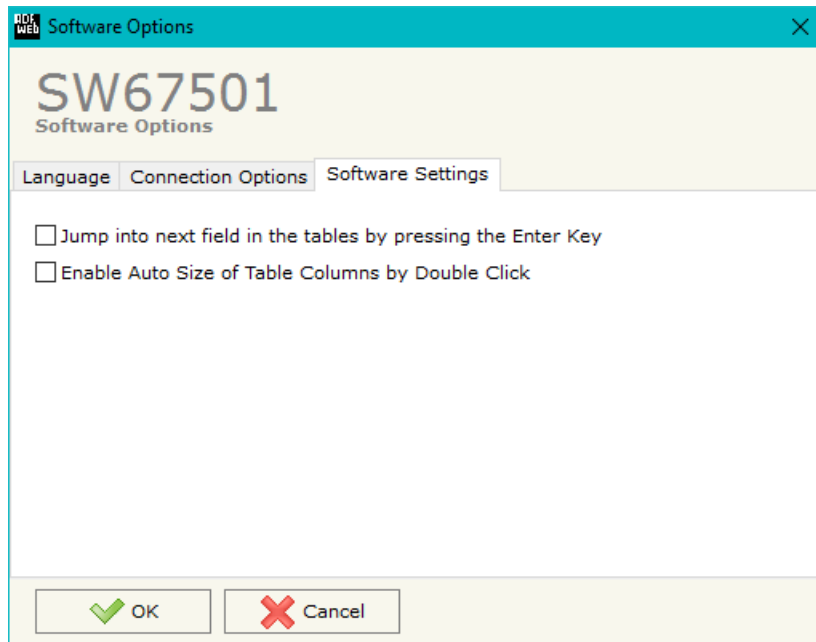 ADF
WEB
Software Options
SW67501
Software Options
Language
Connection Options
Software Settings
Jump into next field in the tables by pressing the Enter Key
Enable Auto Size of Table Columns by Double Click
OK
Cancel